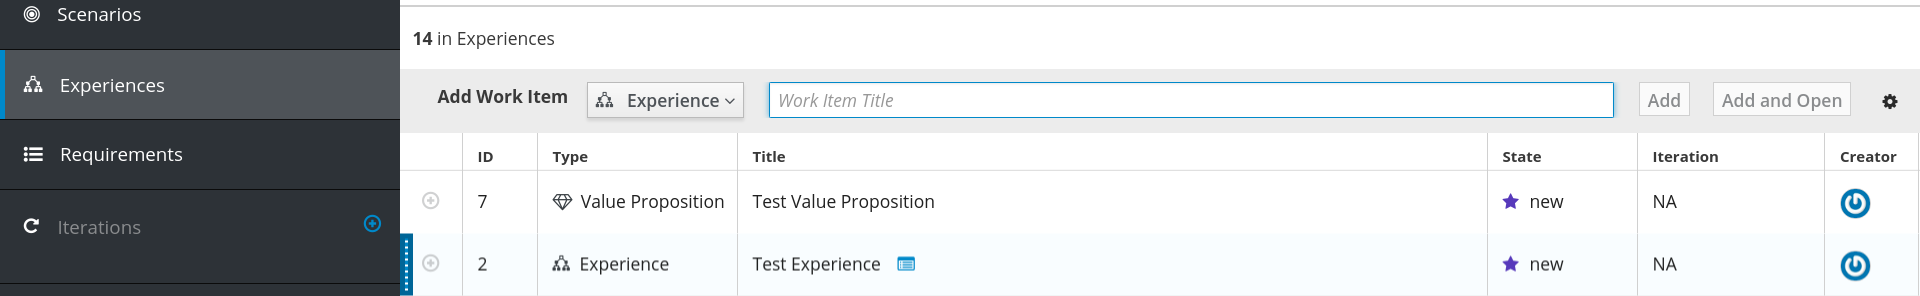 Scenarios
Experiences
Requirements
Iterations
14 in Experiences
Add Work Item Experience Work Item Title Add Add and Open
ID Type Title State Iteration Creator
7 Value Proposition Test Value Proposition new NA
2 Experience Test Experience new NA